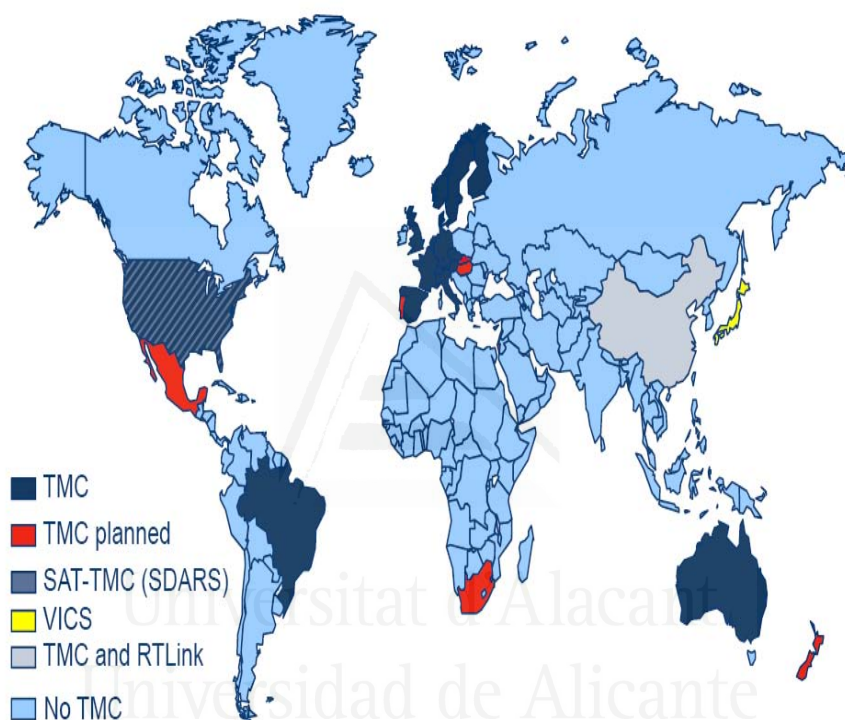 TMC
TMC planned
SAT-TMC (SDARS)
VICS
TMC and RTLink
No TMC
Universitat d'Alacant
Universidad de Alicante